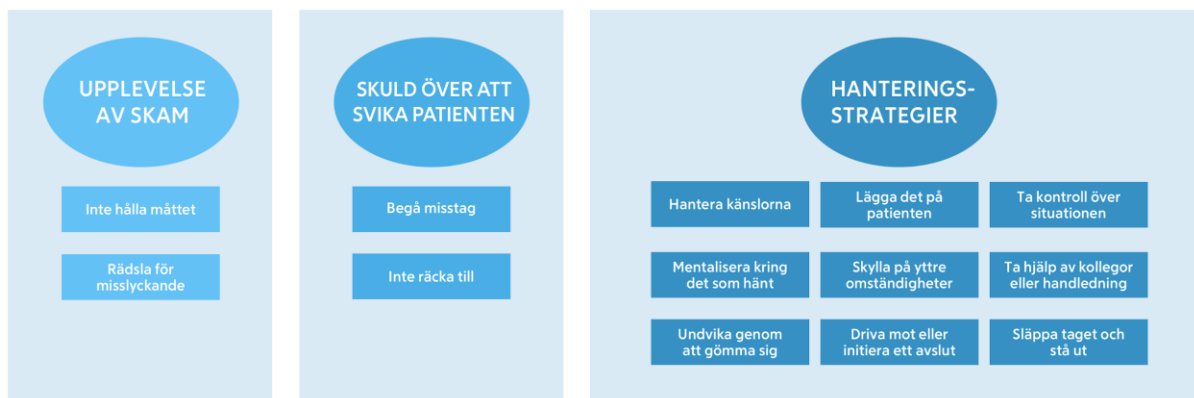 UPPLEVELSE
AV SKAM
Inte hålla måttet
Rädsla för
misslyckande
SKULD ÖVER ATT
SVIKA PATIENTEN
Begå misstag
Inte räcka till
HANTERINGS-
STRATEGIER
Hantera känslorna
Lägga det på
patienten
Ta kontroll över
situationen
Mentalisera kring
det som hänt
Skylla på yttre
omständigheter
Ta hjälp av kollegor
eller handledning
Undvika genom
att gömma sig
Driva mot eller
initiera ett avslut
Släppa taget och
stå ut